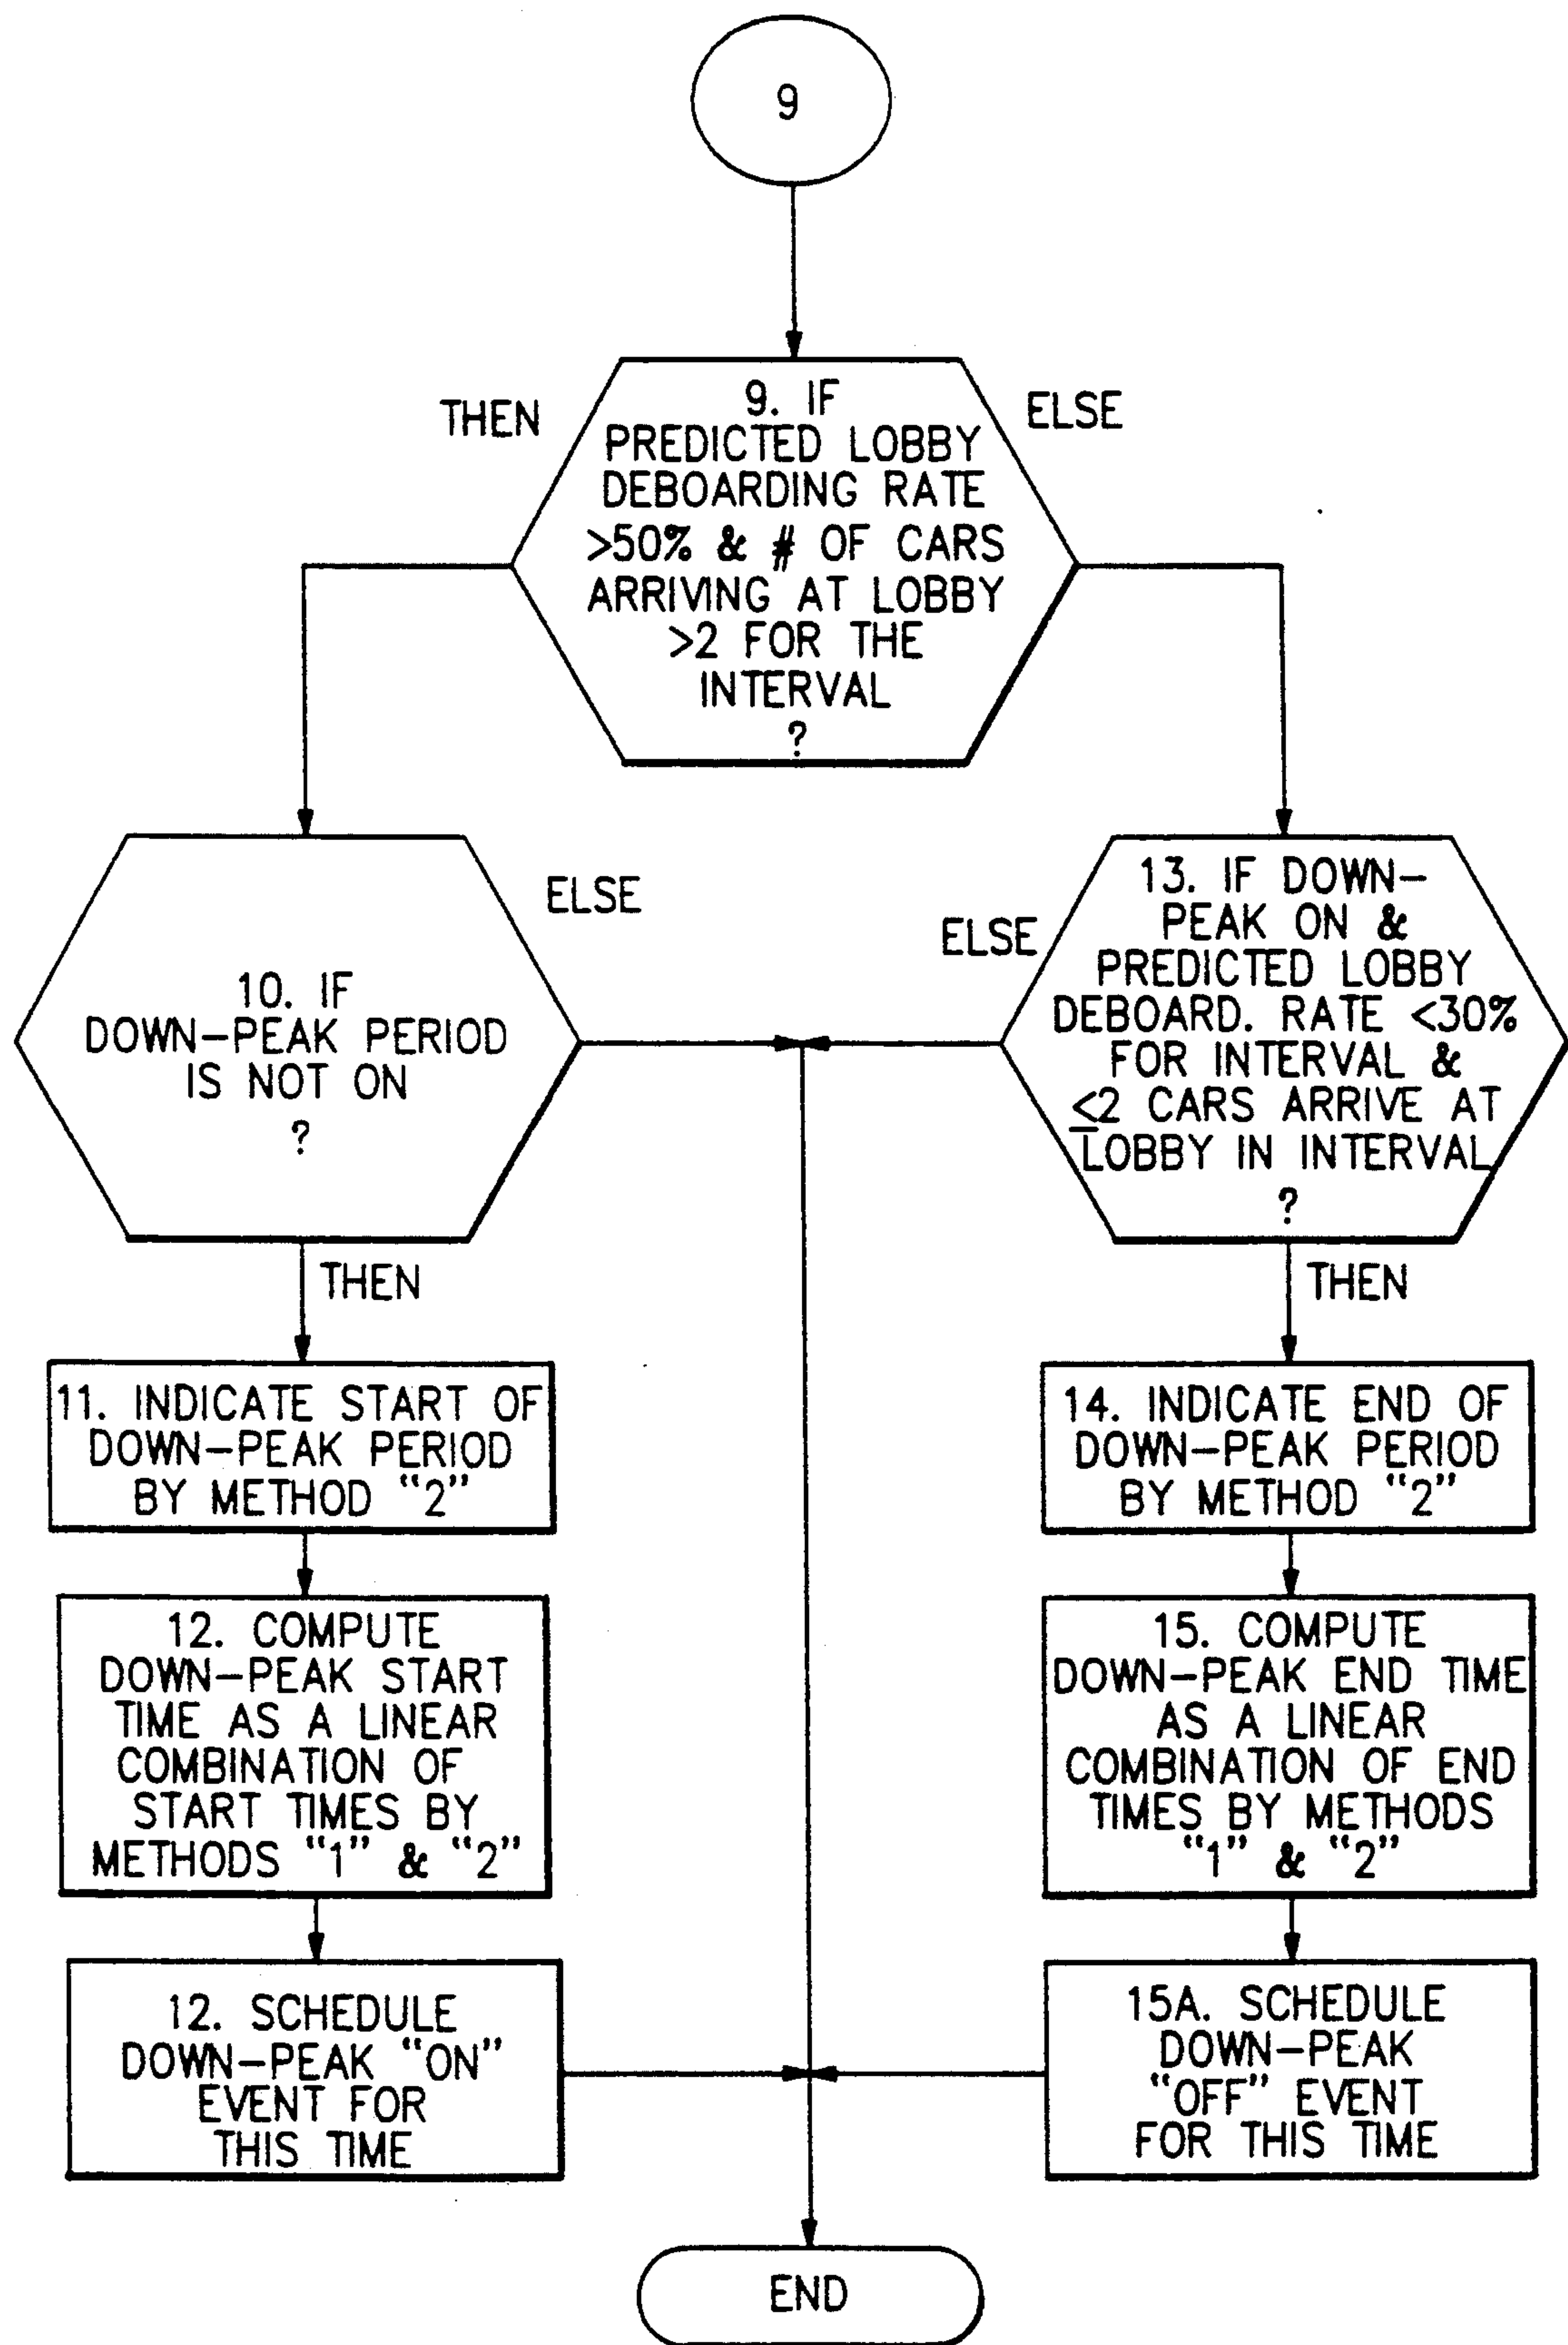 9
THEN
9. IF
PREDICTED LOBBY
DEBOARDING RATE
>50% & # OF CARS
ARRIVING AT LOBBY
>2 FOR THE
INTERVAL
?
ELSE
10. IF
DOWN-PEAK PERIOD
IS NOT ON
?
ELSE
THEN
11. INDICATE START OF
DOWN-PEAK PERIOD
BY METHOD "2"
12. COMPUTE
DOWN-PEAK START
TIME AS A LINEAR
COMBINATION OF
START TIMES BY
METHODS "1" & "2"
12. SCHEDULE
DOWN-PEAK "ON"
EVENT FOR
THIS TIME
ELSE
13. IF DOWN-
PEAK ON &
PREDICTED LOBBY
DEBOARD. RATE <30%
FOR INTERVAL &
≤2 CARS ARRIVE AT
LOBBY IN INTERVAL
?
THEN
14. INDICATE END OF
DOWN-PEAK PERIOD
BY METHOD "2"
15. COMPUTE
DOWN-PEAK END TIME
AS A LINEAR
COMBINATION OF END
TIMES BY METHODS
"1" & "2"
15A. SCHEDULE
DOWN-PEAK
"OFF" EVENT
FOR THIS TIME
END